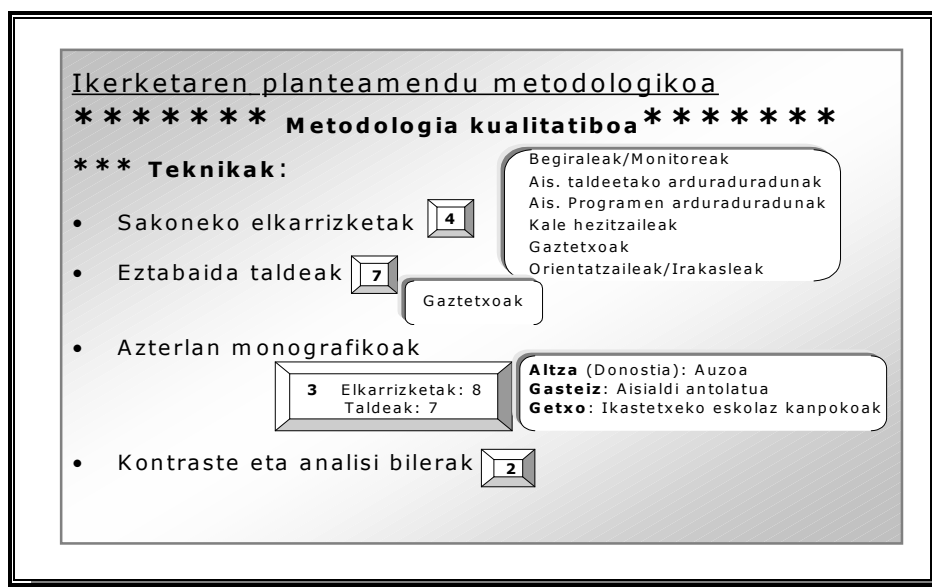 Ikerketaren planteamendu metodologikoa
******* Metodologia kualitatiboa*******
*** Teknikak:
Begiraleak/Monitoreak
Ais. taldeetako arduraduradunak
Ais. Programen arduraduradunak
Kale hezitzaileak
Gaztetxoak
Orientatzaileak/Irakasleak
• Sakoneko elkarrizketak 4
• Eztabaida taldeak 7
Gaztetxoak
• Azterlan monografikoak
3 Elkarrizketak: 8
Taldeak: 7
Altza (Donostia): Auzoa
Gasteiz: Aisialdi antolatua
Getxo: Ikastetxeko eskolaz kanpokoak
• Kontraste eta analisi bilerak 2